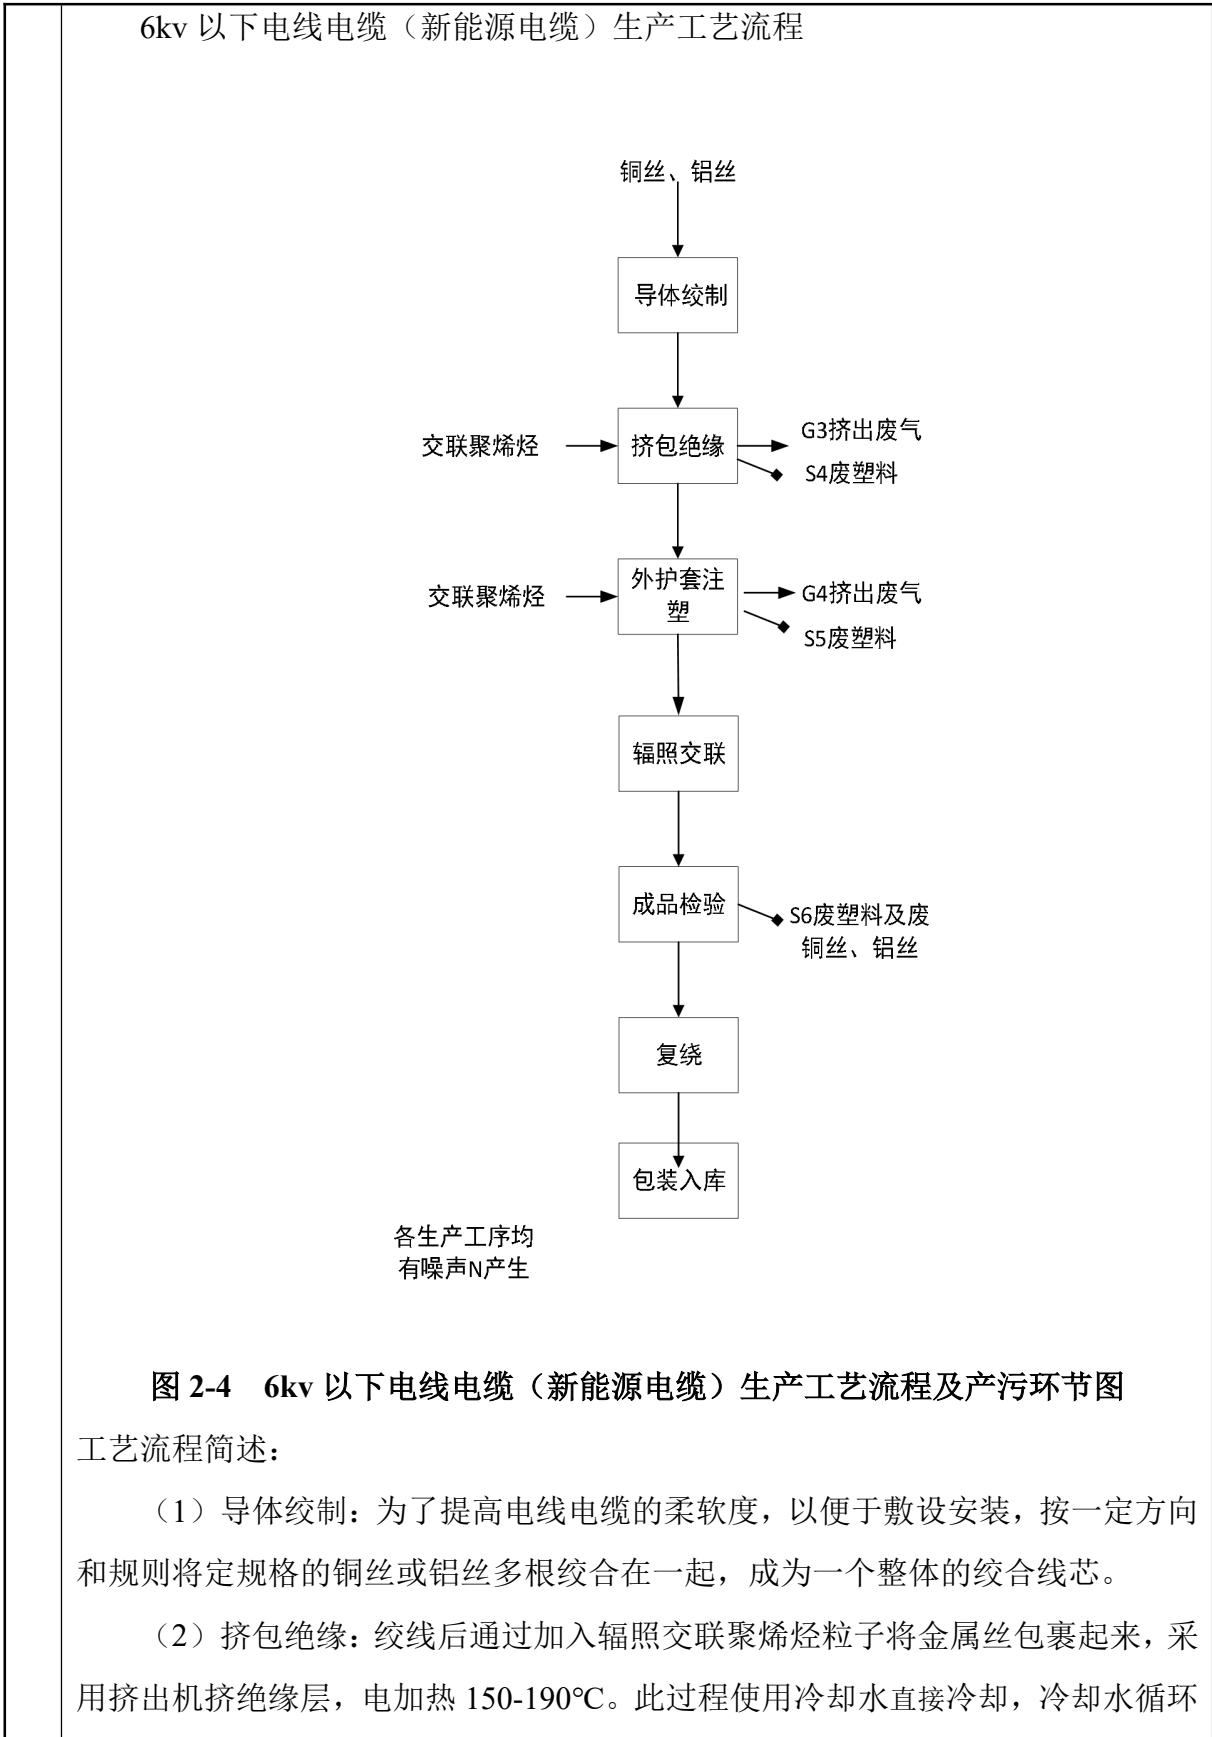 6kv 以下电线电缆（新能源电缆）生产工艺流程
铜丝、铝丝
导体绞制
交联聚烯烃
挤包绝缘
G3挤出废气
S4废塑料
交联聚烯烃
外护套注
塑
G4挤出废气
S5废塑料
辐照交联
成品检验
S6废塑料及废
铜丝、铝丝
复绕
包装入库
各生产工序均
有噪声N产生
图 2-4 6kv 以下电线电缆（新能源电缆）生产工艺流程及产污环节图
工艺流程简述：
（1）导体绞制：为了提高电线电缆的柔软度，以便于敷设安装，按一定方向
和规则将定规格的铜丝或铝丝多根绞合在一起，成为一个整体的绞合线芯。
（2）挤包绝缘：绞线后通过加入辐照交联聚烯烃粒子将金属丝包裹起来，采
用挤出机挤绝缘层，电加热 150-190℃。此过程使用冷却水直接冷却，冷却水循环